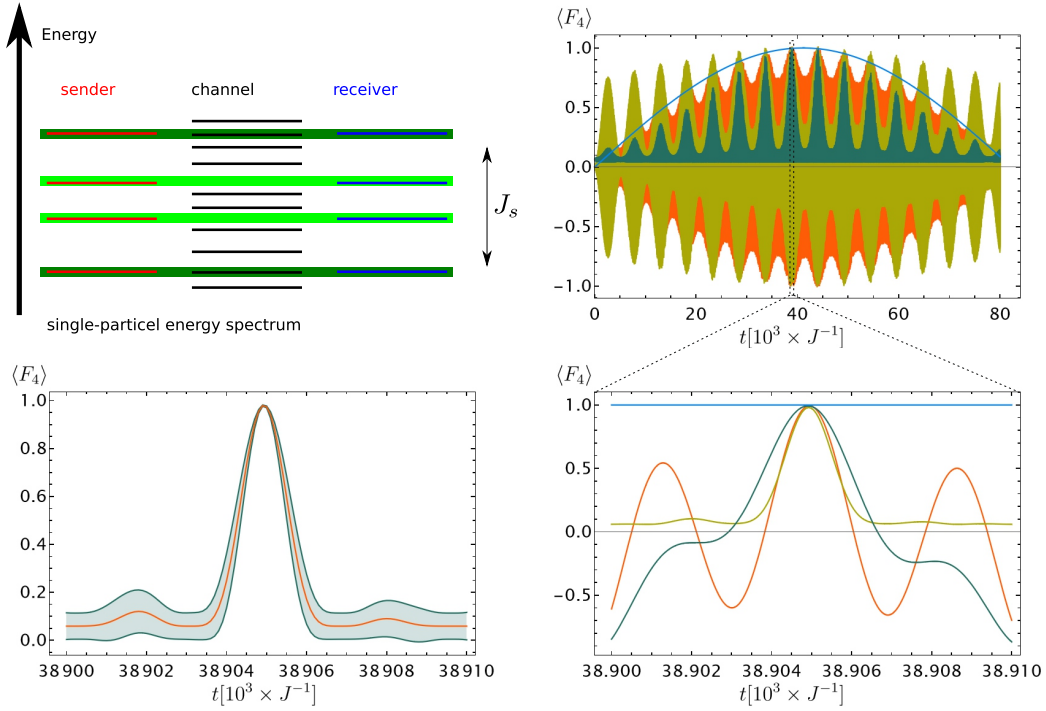 Energy
sender channel receiver
J_s
single-particel energy spectrum
⟨F_4⟩
1.0
0.5
0.0
−0.5
−1.0
0 20 40 60 80
t[10^3 × J^{−1}]
⟨F_4⟩
1.0
0.8
0.6
0.4
0.2
0.0
38.900 38.902 38.904 38.906 38.908 38.910
t[10^3 × J^{−1}]
⟨F_4⟩
1.0
0.5
0.0
−0.5
38.900 38.902 38.904 38.906 38.908 38.910
t[10^3 × J^{−1}]